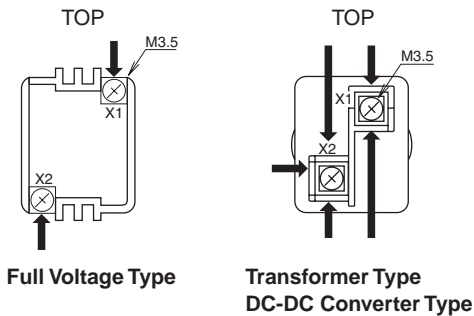 TOP
M3.5
X1
X2
Full Voltage Type
TOP
M3.5
X1
X2
Transformer Type
DC-DC Converter Type